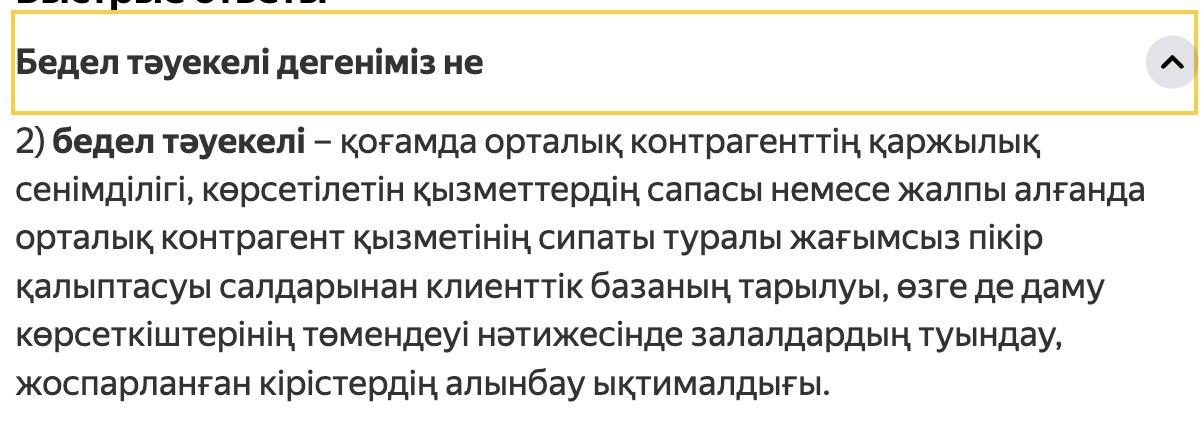 Быстрые ответы
Бедел тәуекелі дегеніміз не
2) бедел тәуекелі – қоғамда орталық контрагенттің қаржылық
сенімділігі, көрсетілетін қызметтердің сапасы немесе жалпы алғанда
орталық контрагент қызметінің сипаты туралы жағымсыз пікір
қалыптасуы салдарынан клиенттік базаның тарылуы, өзге де даму
көрсеткіштерінің төмендеуі нәтижесінде залалдардың туындау,
жоспарланған кірістердің алынбау ықтималдығы.